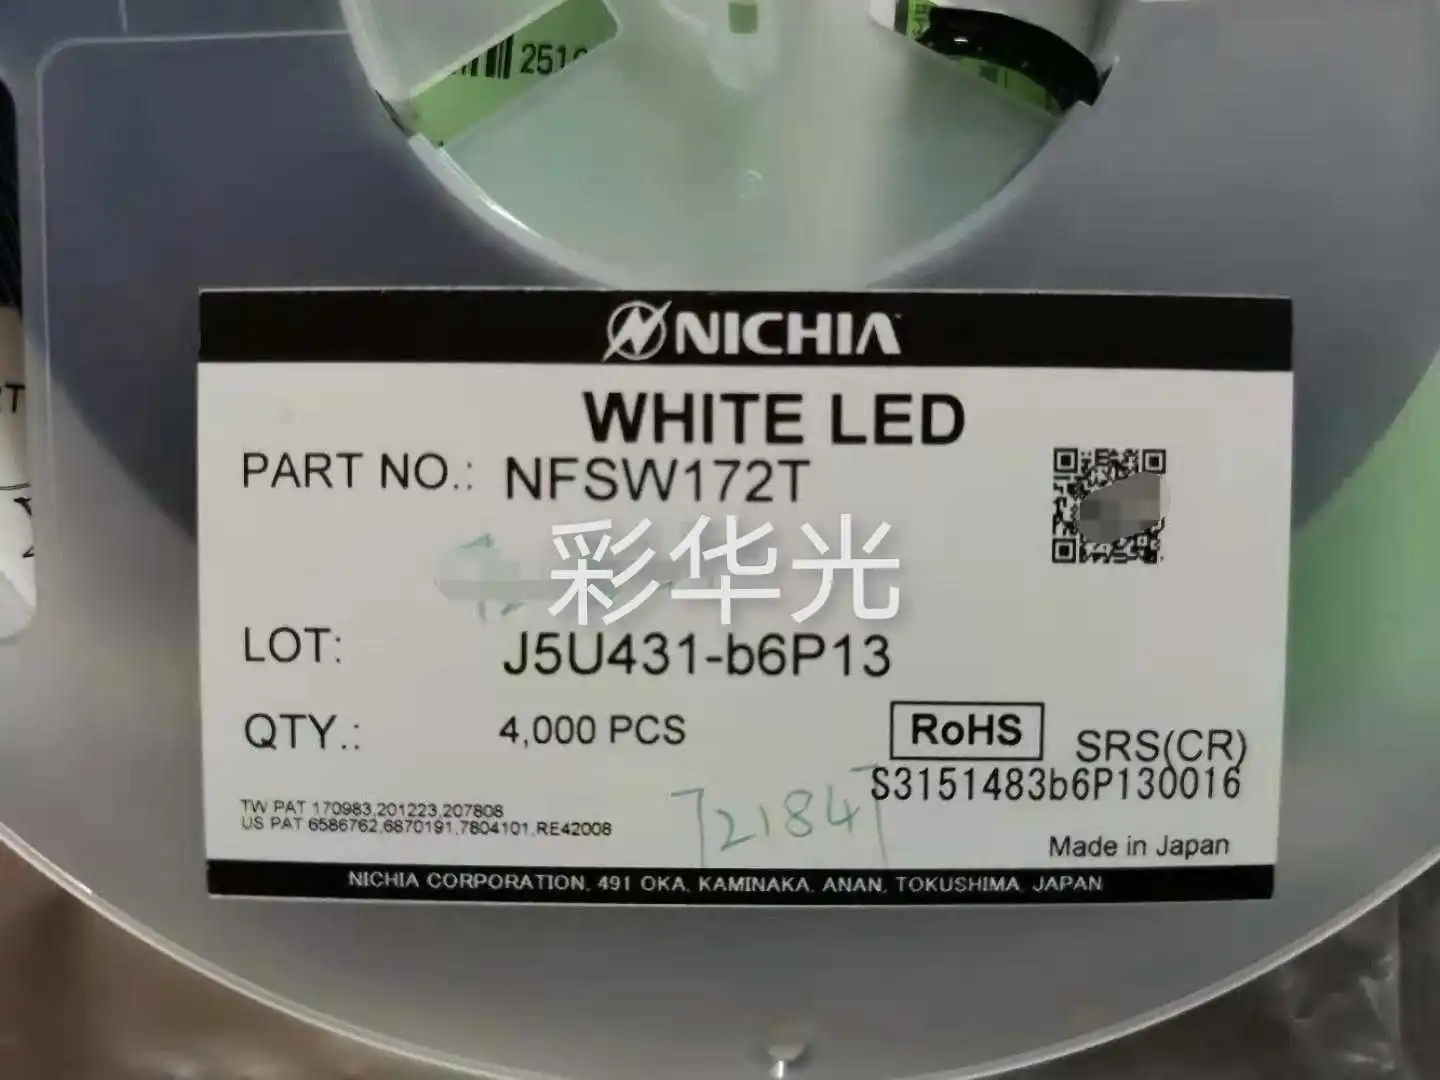 NICHIA
WHITE LED
PART NO.: NFSW172T
彩华光
LOT: J5U431-b6P13
QTY.: 4,000 PCS
RoHS SRS(CR)
S3151483b6P130016
TW PAT 170983,201223,207808
US PAT 6586762,6870191,7804101,RE42008
72184
Made in Japan
NICHIA CORPORATION, 491 OKA, KAMINAKA, ANAN, TOKUSHIMA, JAPAN